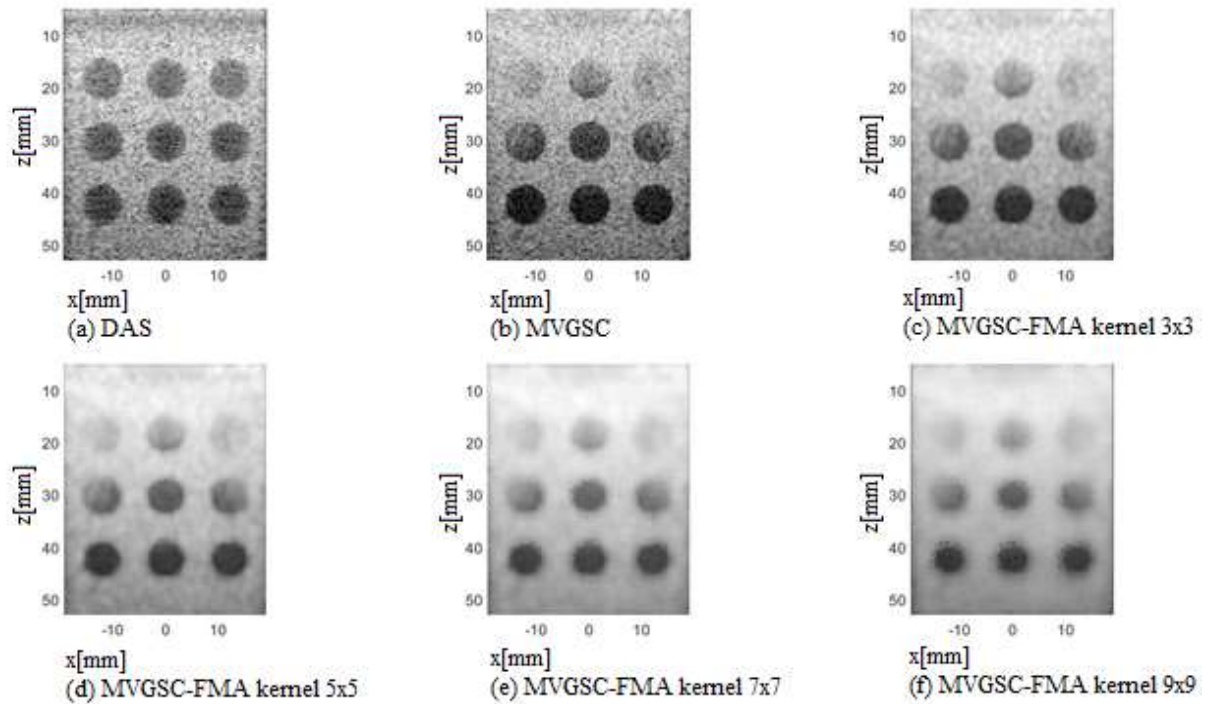 10
20
30
40
50
z[mm]
-10 0 10
x[mm]
(a) DAS
10
20
30
40
50
z[mm]
-10 0 10
x[mm]
(b) MVGSC
10
20
30
40
50
z[mm]
-10 0 10
x[mm]
(c) MVGSC-FMA kernel 3x3
10
20
30
40
50
z[mm]
-10 0 10
x[mm]
(d) MVGSC-FMA kernel 5x5
10
20
30
40
50
z[mm]
-10 0 10
x[mm]
(e) MVGSC-FMA kernel 7x7
10
20
30
40
50
z[mm]
-10 0 10
x[mm]
(f) MVGSC-FMA kernel 9x9